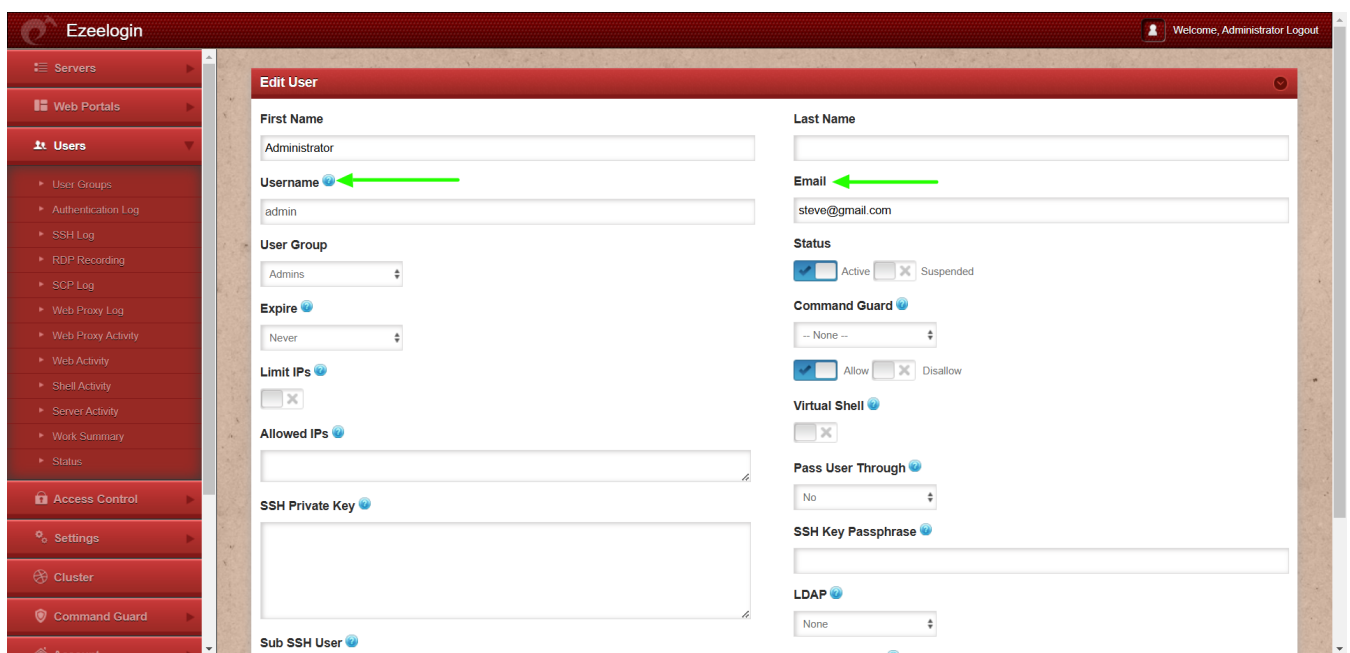 Ezeelogin
Welcome, Administrator Logout
Servers
Web Portals
Users
User Groups
Authentication Log
SSH Log
RDP Recording
SCP Log
Web Proxy Log
Web Proxy Activity
Web Activity
Shell Activity
Server Activity
Work Summary
Status
Access Control
Settings
Cluster
Command Guard
Edit User
First Name
Administrator
Last Name
Username
admin
Email
steve@gmail.com
User Group
Admins
Status
Active Suspended
Expire
Never
Command Guard
-- None --
Allow Disallow
Limit IPs
Virtual Shell
Allowed IPs
Pass User Through
No
SSH Private Key
SSH Key Passphrase
LDAP
None
Sub SSH User